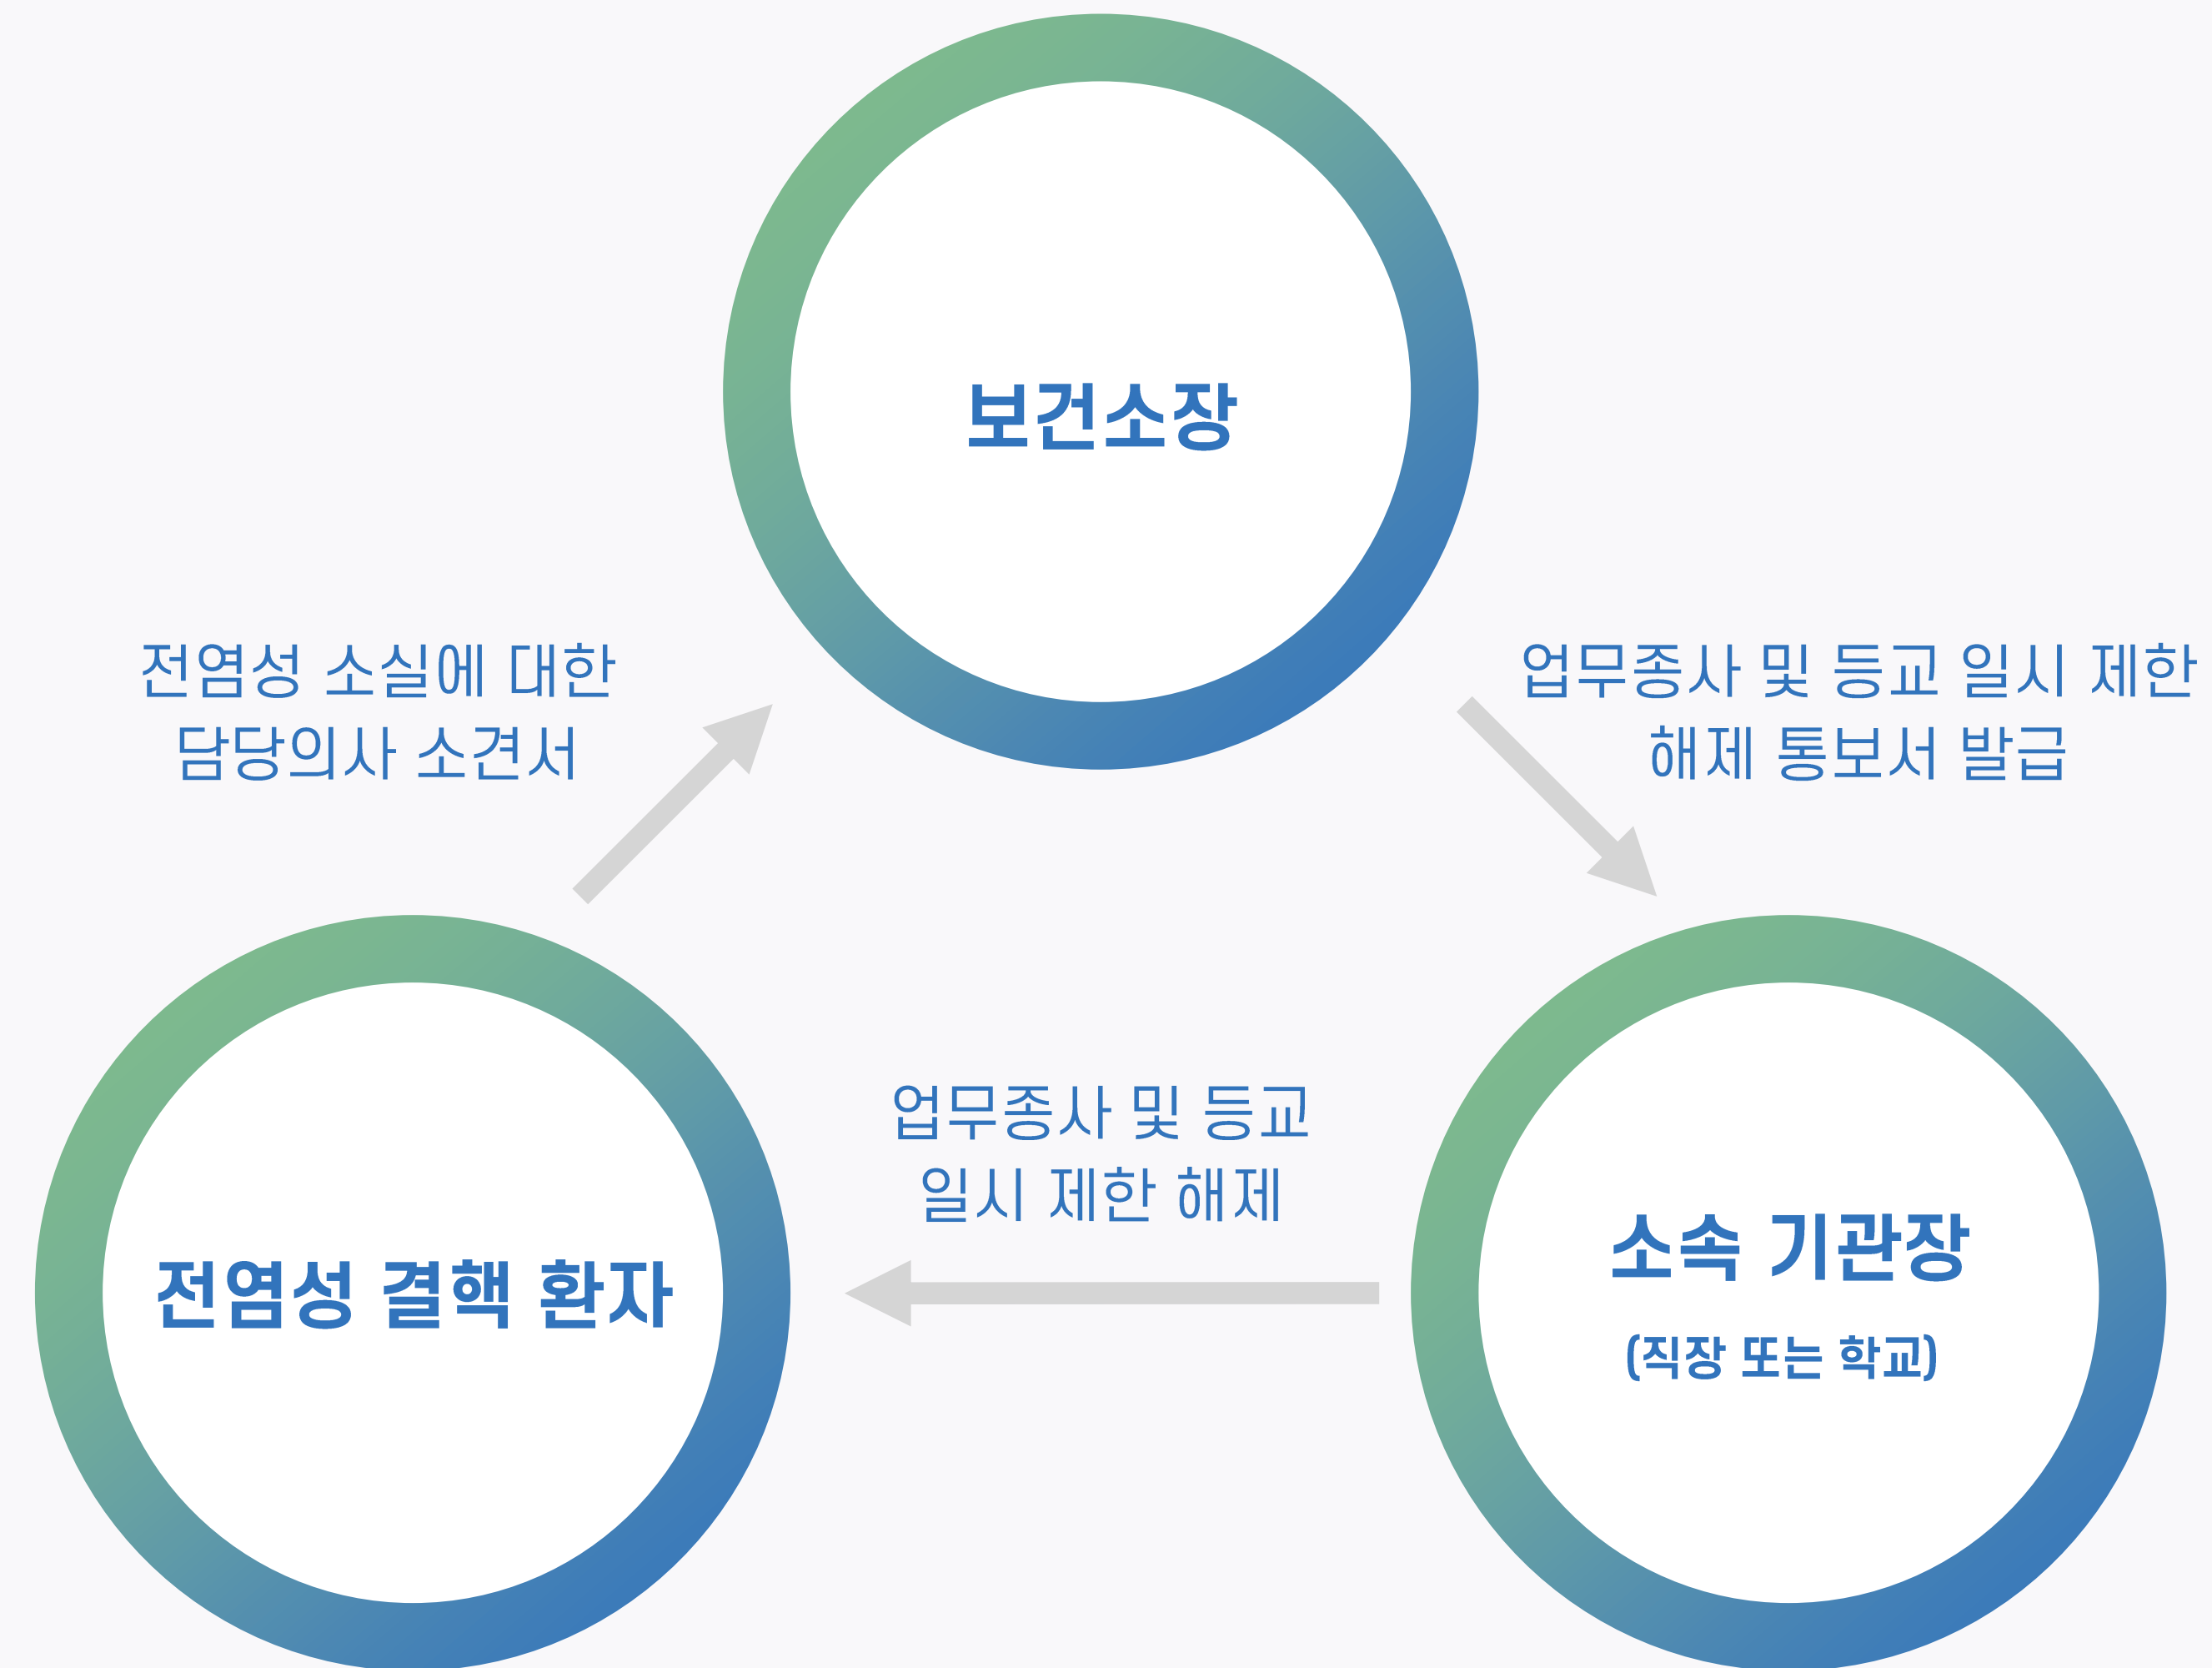 보건소장
전염성 소실에 대한
담당의사 소견서
업무종사 및 등교 일시 제한
해제 통보서 발급
업무종사 및 등교
일시 제한 해제
전염성 결핵 환자
소속 기관장
(직장 또는 학교)